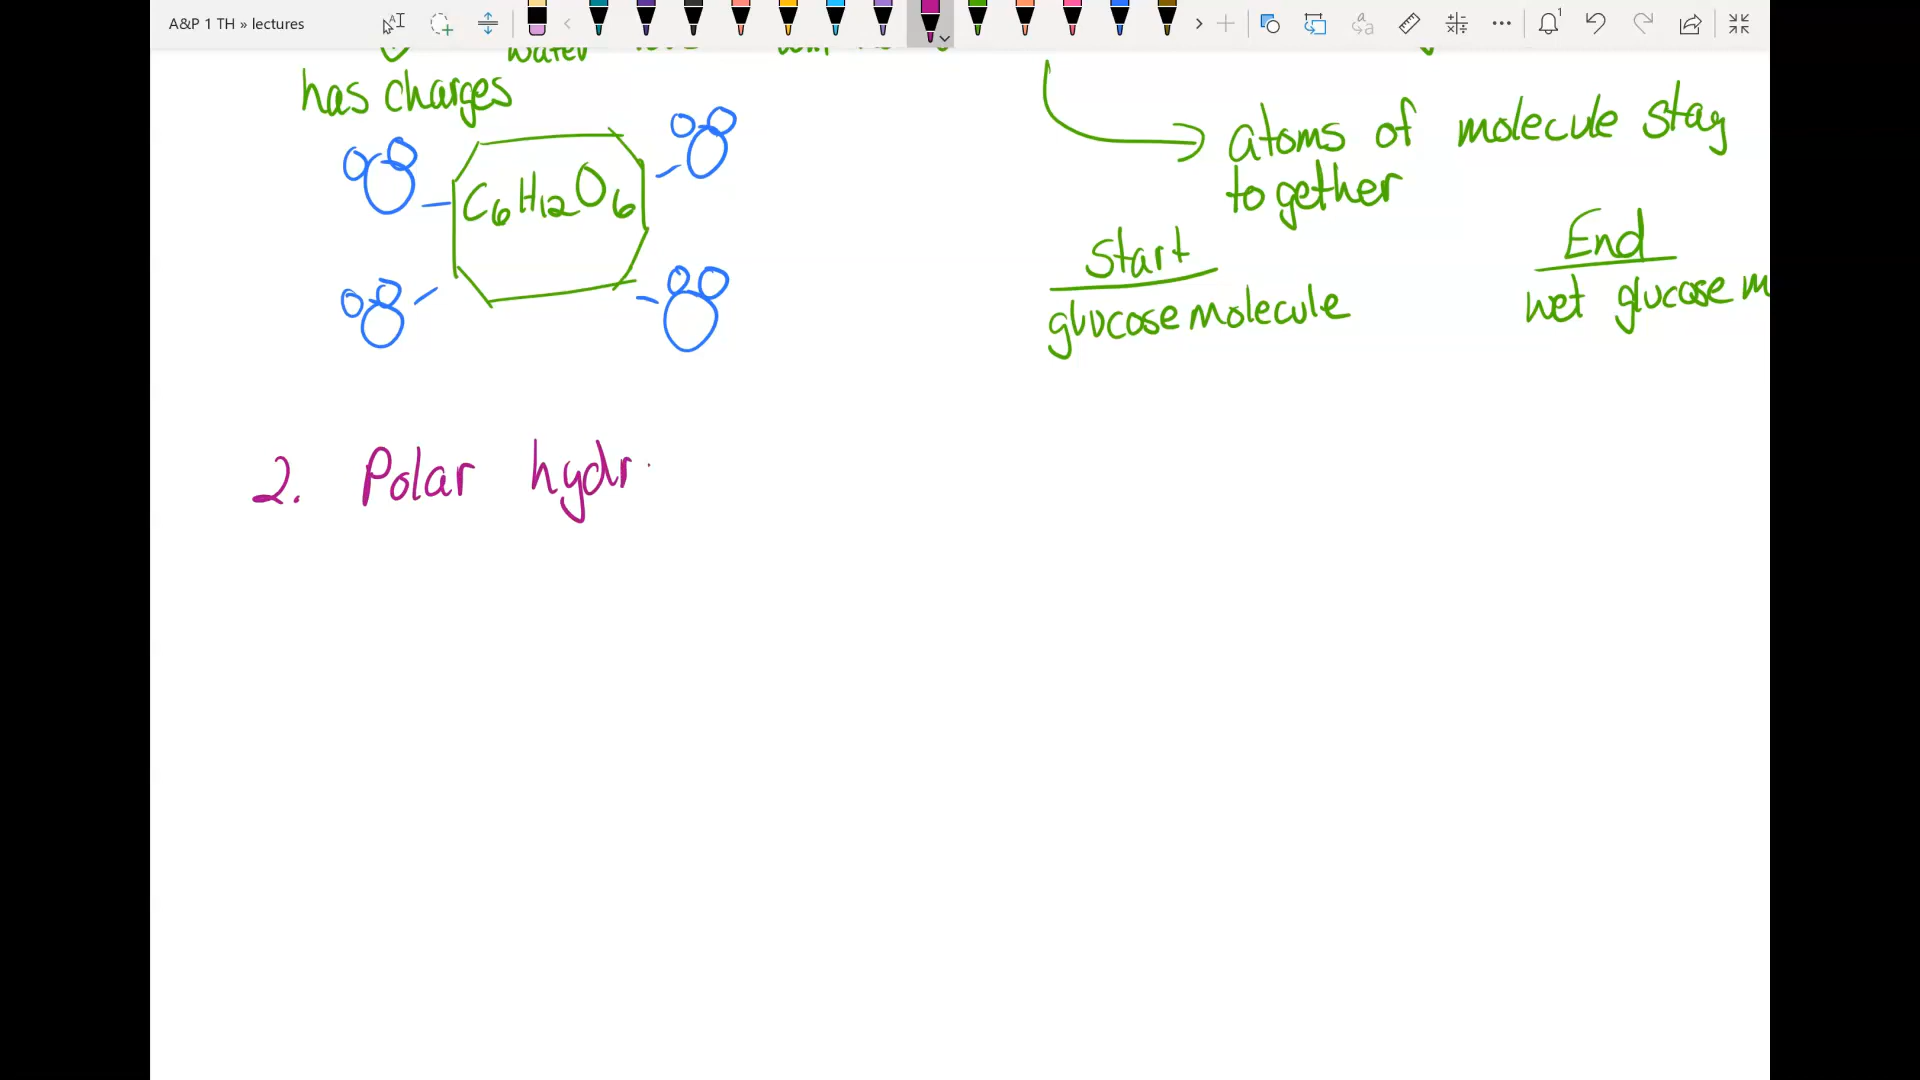 A&P 1 TH » lectures
water
has charges
atoms of molecule stay
together
C6H12O6
Start
End
glucose molecule
wet glucose m
2. Polar hydr